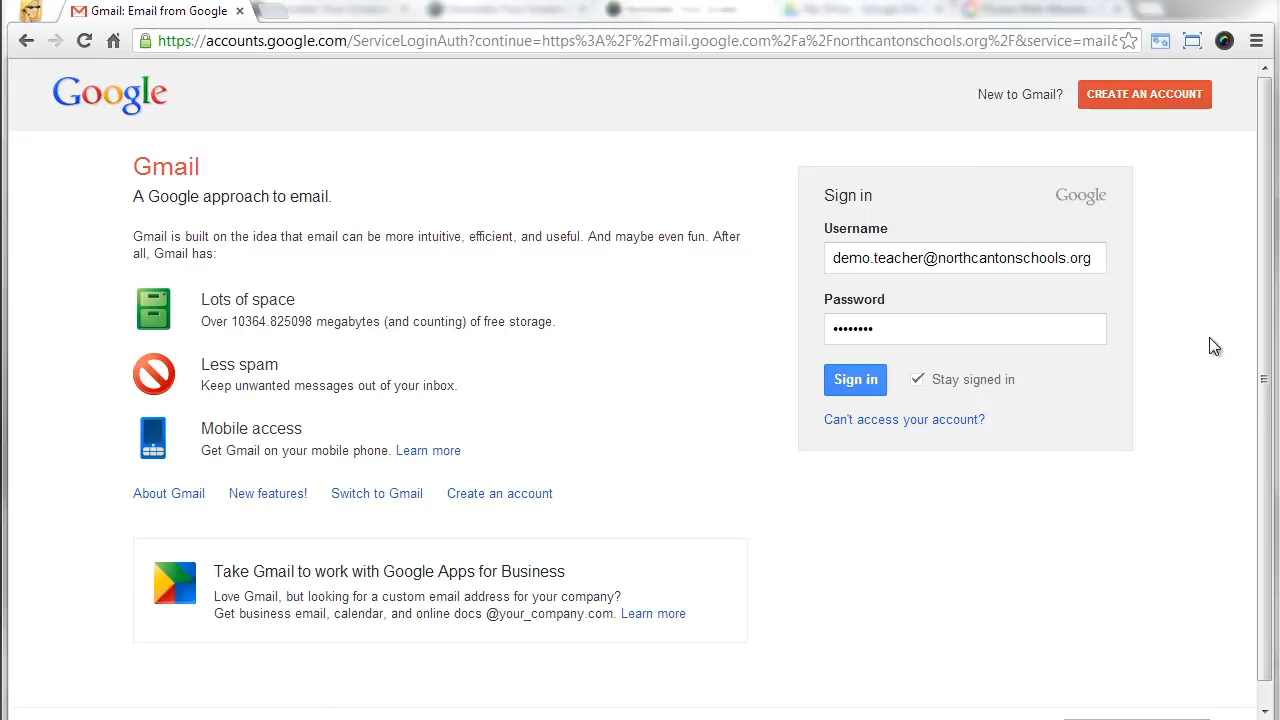 Gmail: Email from Google
https://accounts.google.com/ServiceLoginAuth?continue=https%3A%2F%2Fmail.google.com%2Fa%2Fnorthcantonschools.org%2F&service=mail&
Google
New to Gmail?
CREATE AN ACCOUNT
Gmail
A Google approach to email.
Gmail is built on the idea that email can be more intuitive, efficient, and useful. And maybe even fun. After
all, Gmail has:
Lots of space
Over 10364.825098 megabytes (and counting) of free storage.
Less spam
Keep unwanted messages out of your inbox.
Mobile access
Get Gmail on your mobile phone. Learn more
About Gmail New features! Switch to Gmail Create an account
Take Gmail to work with Google Apps for Business
Love Gmail, but looking for a custom email address for your company?
Get business email, calendar, and online docs @your_company.com. Learn more
Sign in
Google
Username
demo.teacher@northcantonschools.org
Password
••••••••
Sign in
Stay signed in
Can't access your account?